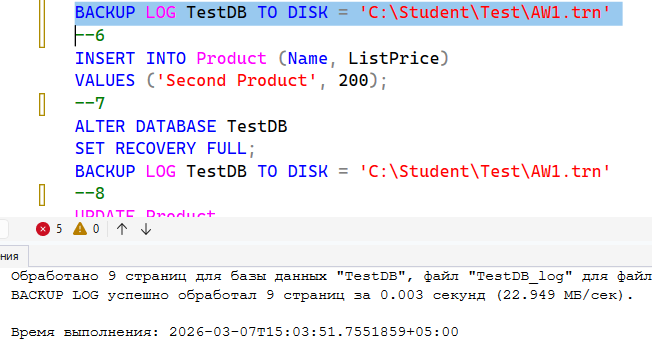 BACKUP LOG TestDB TO DISK = 'C:\Student\Test\AW1.trn'
--6
INSERT INTO Product (Name, ListPrice)
VALUES ('Second Product', 200);
--7
ALTER DATABASE TestDB
SET RECOVERY FULL;
BACKUP LOG TestDB TO DISK = 'C:\Student\Test\AW1.trn'
--8
UPDATE Product
5 0
ния
Обработано 9 страниц для базы данных "TestDB", файл "TestDB_log" для файл
BACKUP LOG успешно обработал 9 страниц за 0.003 секунд (22.949 МБ/сек).
Время выполнения: 2026-03-07T15:03:51.7551859+05:00